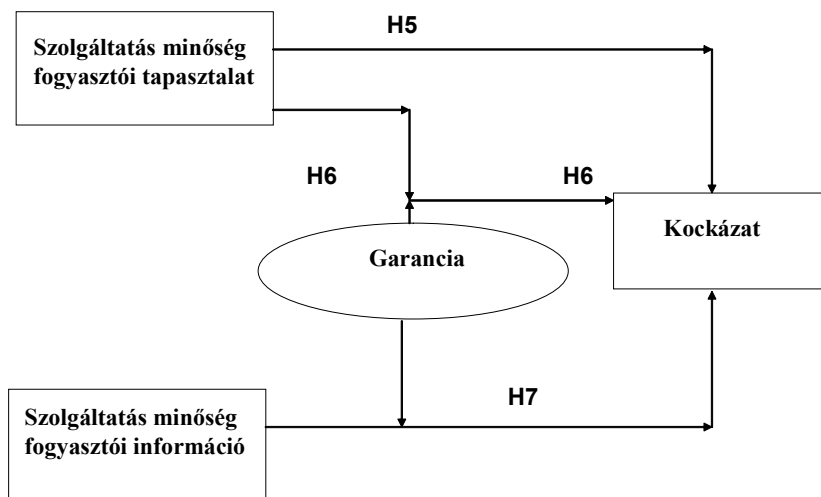 H5
Szolgáltatás minőség
fogyasztói tapasztalat
H6
H6
Kockázat
Garancia
H7
Szolgáltatás minőség
fogyasztói információ